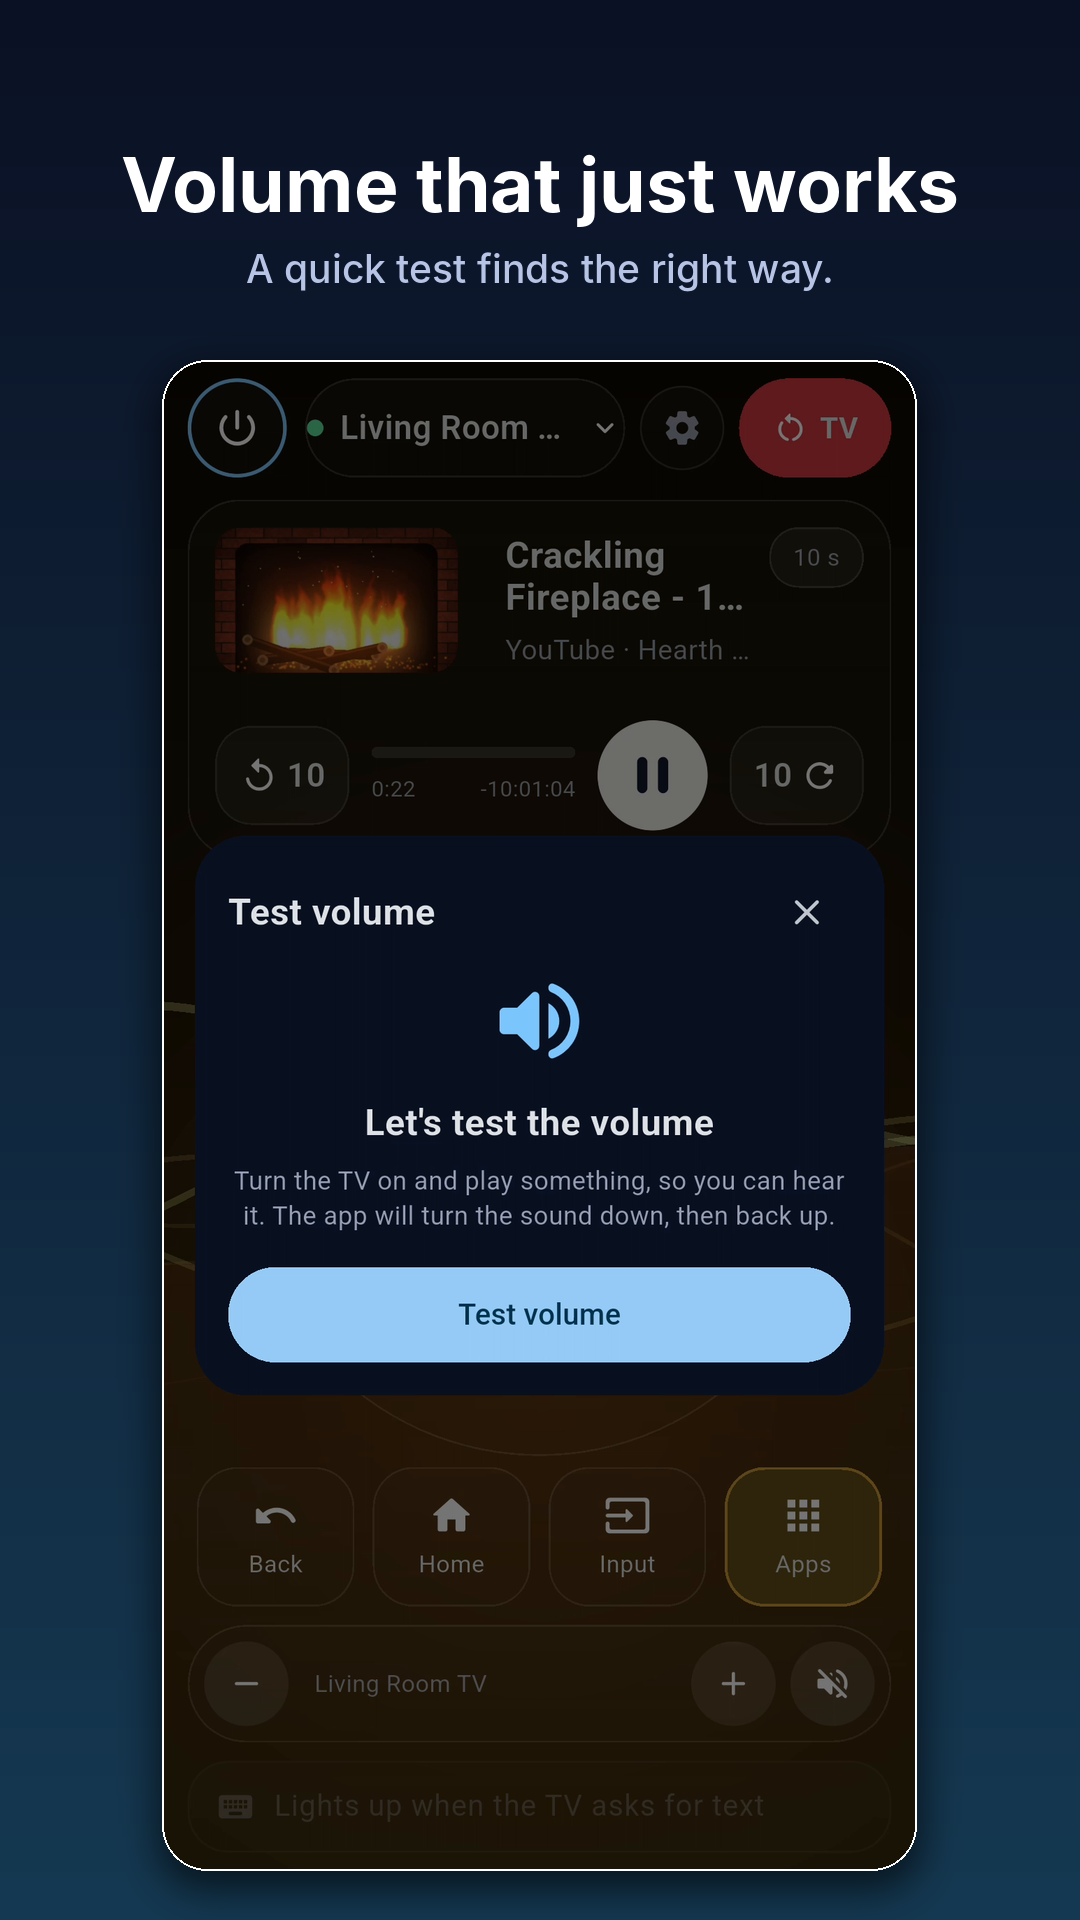 Volume that just works
A quick test finds the right way.
Living Room ...
TV
Crackling
Fireplace - 1...
10 s
YouTube · Hearth ...
10
0:22
-10:01:04
10
Test volume
Let's test the volume
Turn the TV on and play something, so you can hear
it. The app will turn the sound down, then back up.
Test volume
Back
Home
Input
Apps
Living Room TV
Lights up when the TV asks for text